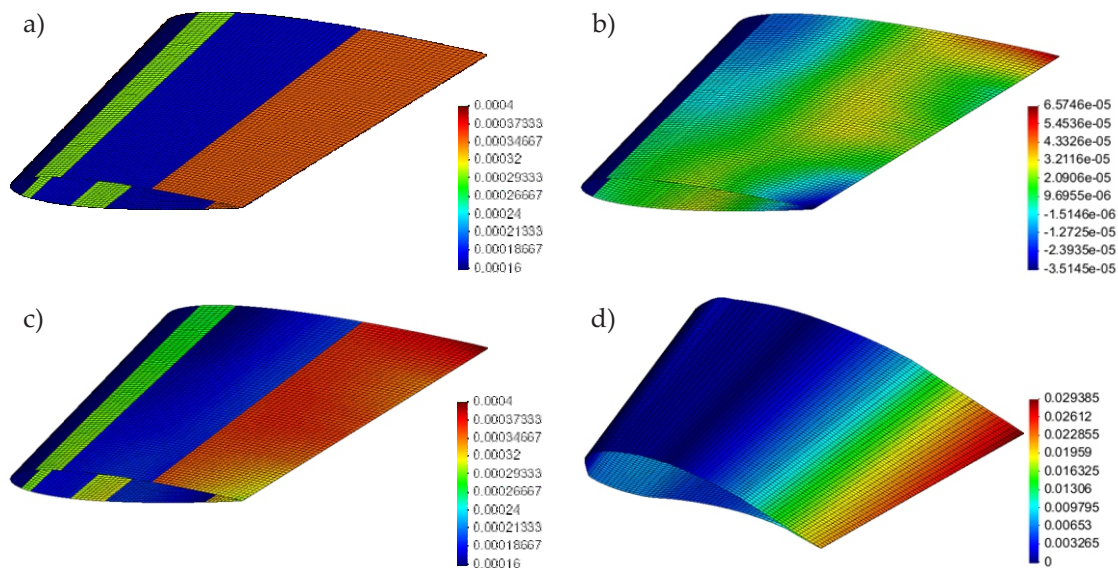 a)
0.0004
0.00037333
0.00034667
0.00032
0.00029333
0.00026667
0.00024
0.00021333
0.00018667
0.00016
b)
6.5746e-05
5.4536e-05
4.3326e-05
3.2116e-05
2.0906e-05
9.6955e-06
-1.5146e-06
-1.2725e-05
-2.3935e-05
-3.5145e-05
c)
0.0004
0.00037333
0.00034667
0.00032
0.00029333
0.00026667
0.00024
0.00021333
0.00018667
0.00016
d)
0.029385
0.02612
0.022855
0.01959
0.016325
0.01306
0.009795
0.00653
0.003265
0